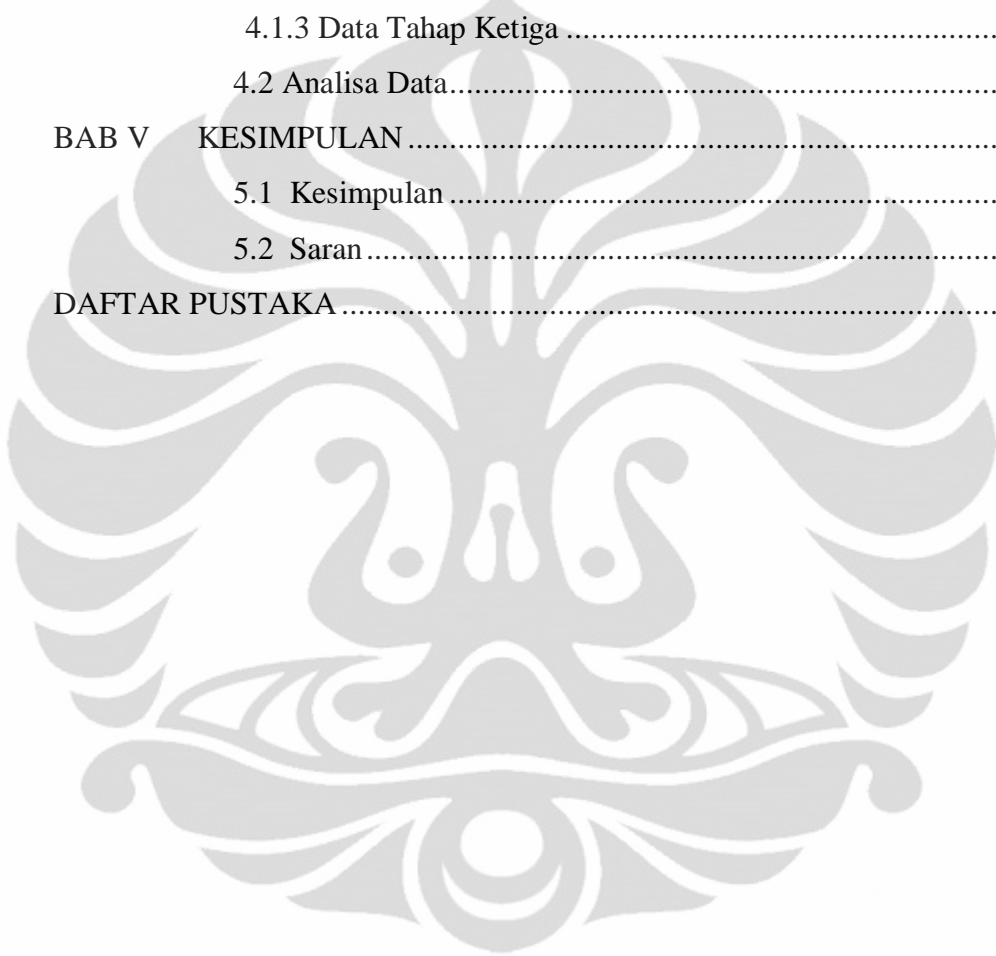 4.1.3 Data Tahap Ketiga ....................................................
4.2 Analisa Data..................................................................
BAB V KESIMPULAN .......................................................................
5.1 Kesimpulan ..................................................................
5.2 Saran ............................................................................
DAFTAR PUSTAKA ...............................................................................